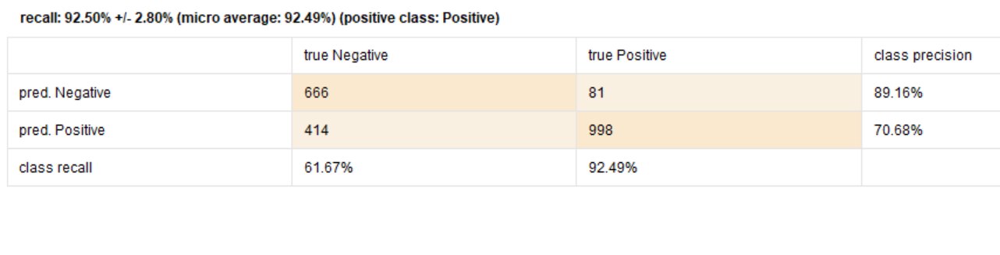 recall: 92.50% +/- 2.80% (micro average: 92.49%) (positive class: Positive)
true Negative true Positive class precision
pred. Negative 666 81 89.16%
pred. Positive 414 998 70.68%
class recall 61.67% 92.49%